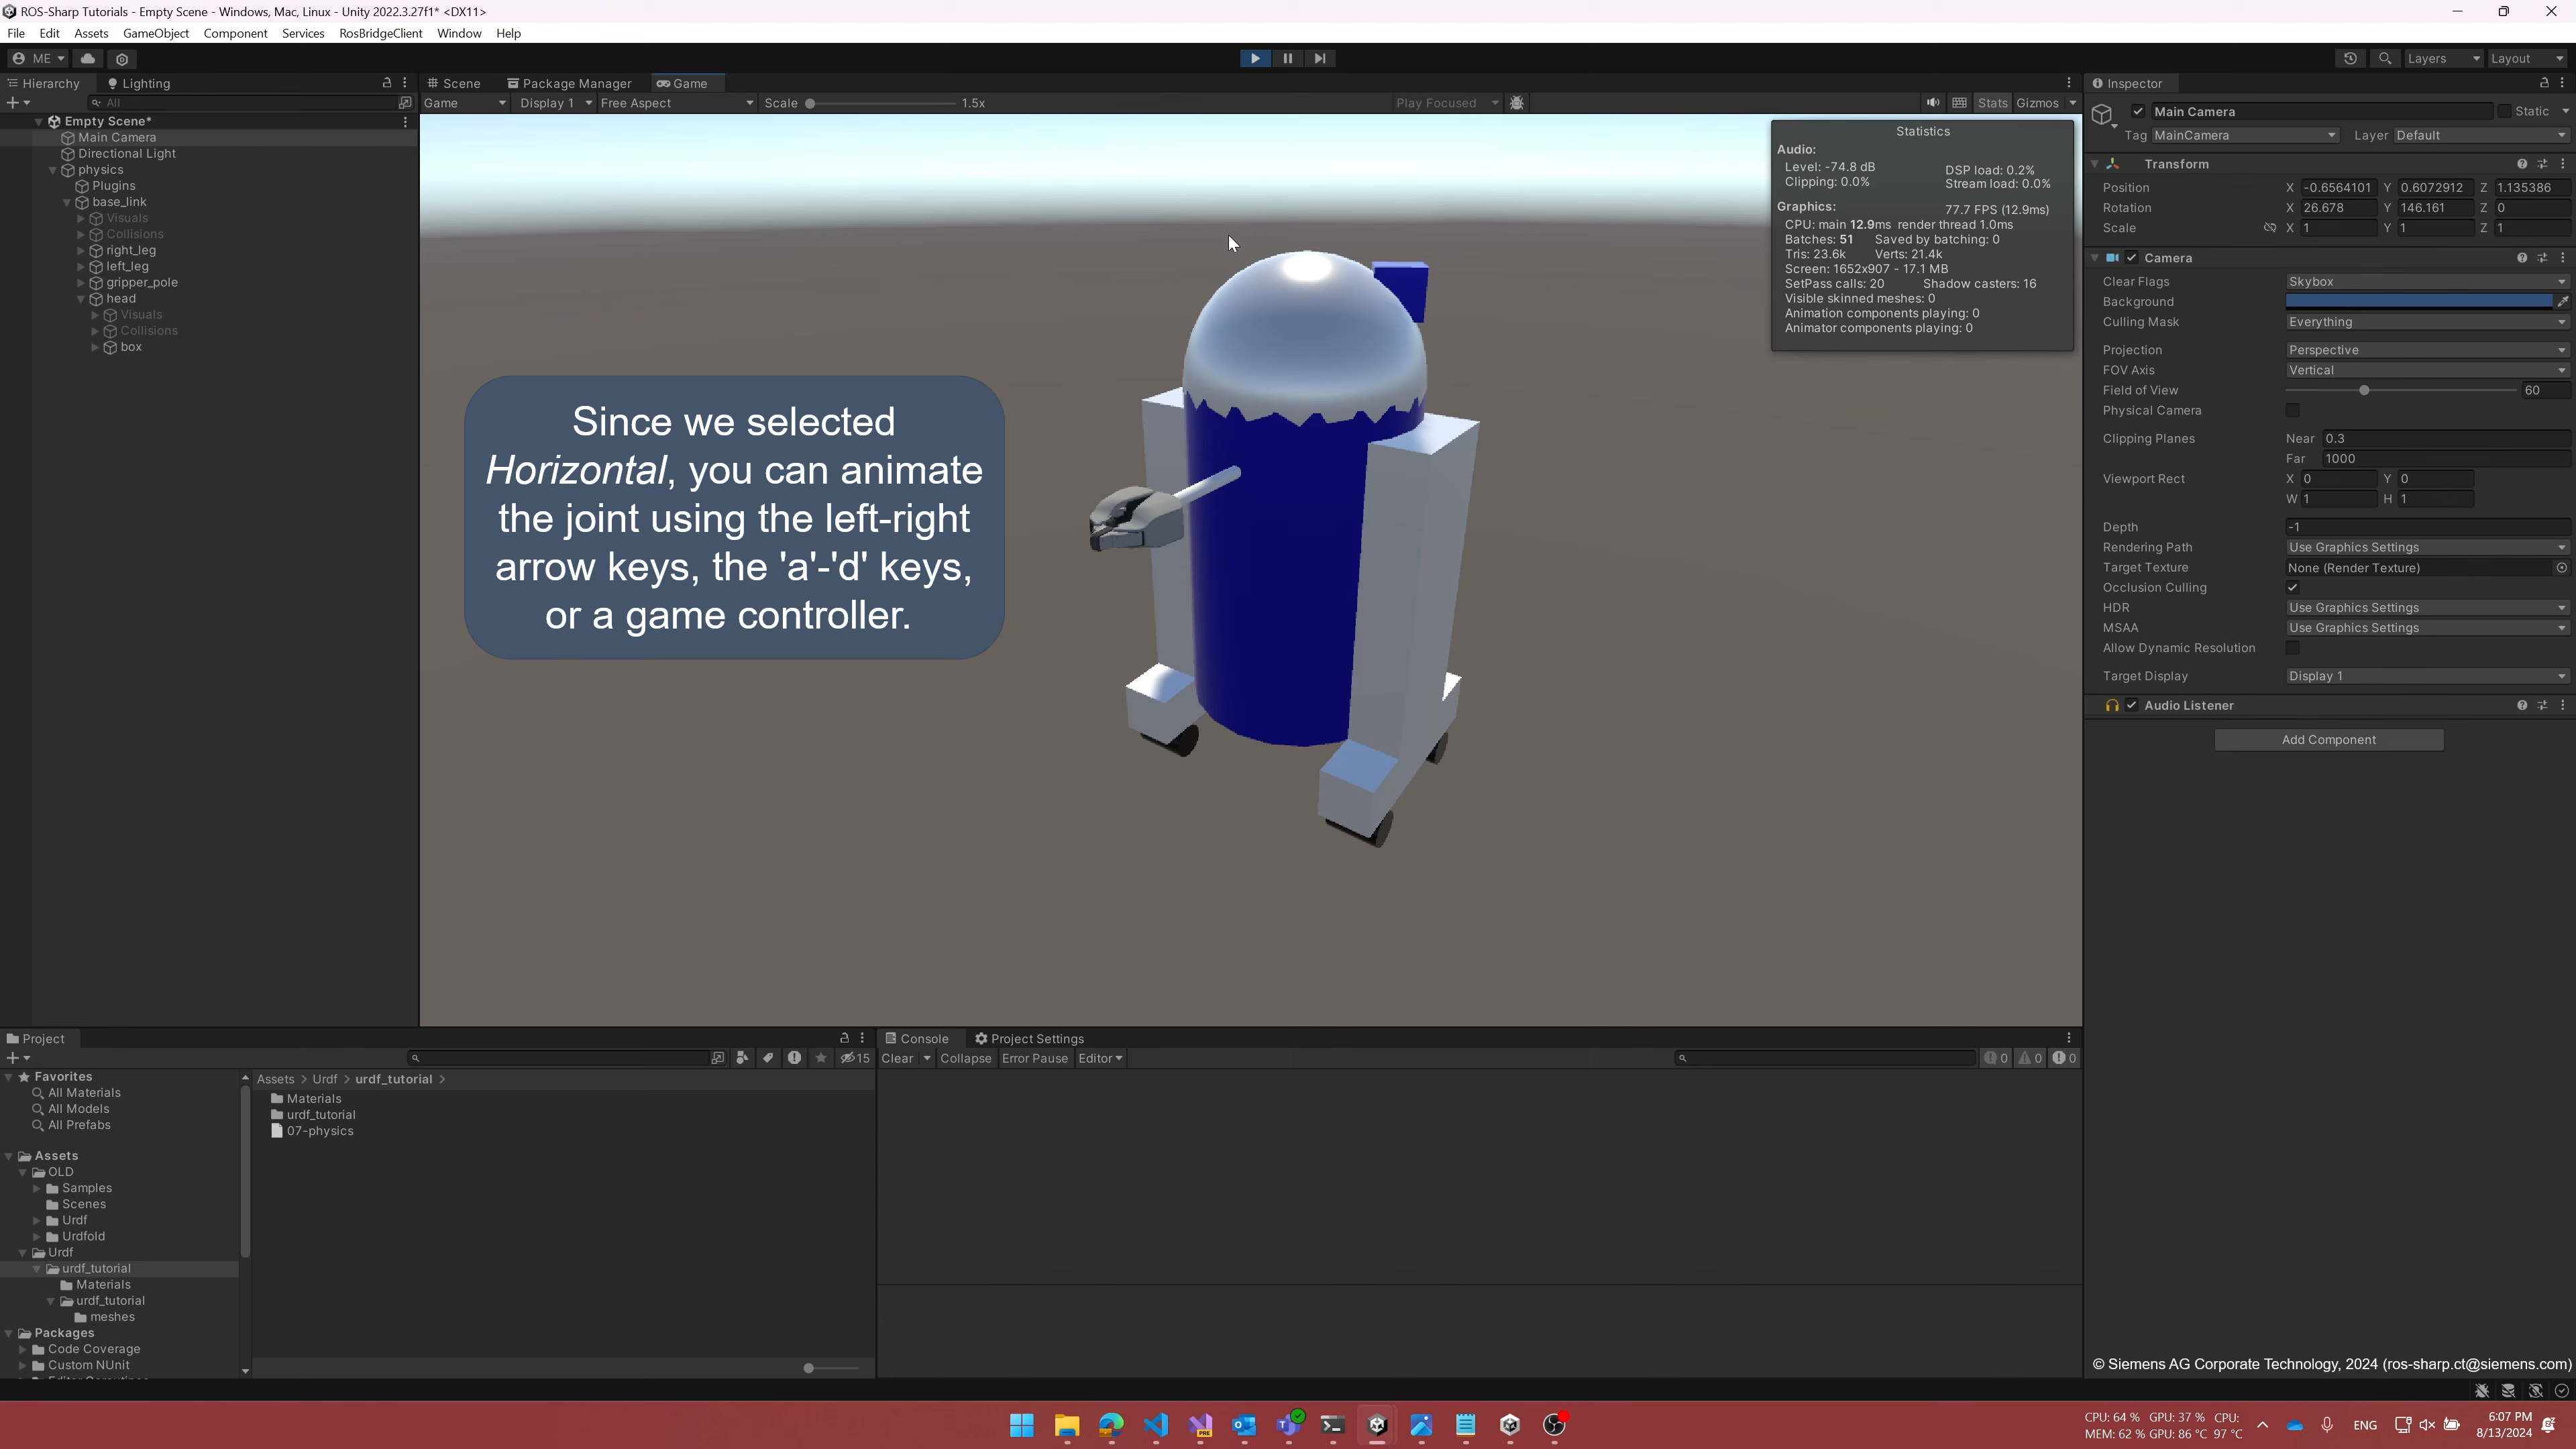 ROS-Sharp Tutorials - Empty Scene - Windows, Mac, Linux - Unity 2022.3.27f1* <DX11>
File Edit Assets GameObject Component Services RosBridgeClient Window Help
ME Layers Layout
Hierarchy Lighting
All
Empty Scene*
Main Camera
Directional Light
physics
Plugins
base_link
Visuals
Collisions
right_leg
left_leg
gripper_pole
head
Visuals
Collisions
box
Scene Package Manager Game
Game Display 1 Free Aspect Scale 1.5x Play Focused Stats Gizmos
Statistics
Audio:
Level: -74.8 dB DSP load: 0.2%
Clipping: 0.0% Stream load: 0.0%
Graphics: 77.7 FPS (12.9ms)
CPU: main 12.9ms render thread 1.0ms
Batches: 51 Saved by batching: 0
Tris: 23.6k Verts: 21.4k
Screen: 1652x907 - 17.1 MB
SetPass calls: 20 Shadow casters: 16
Visible skinned meshes: 0
Animation components playing: 0
Animator components playing: 0
Since we selected
Horizontal, you can animate
the joint using the left-right
arrow keys, the 'a'-'d' keys,
or a game controller.
Inspector
Main Camera Static
Tag MainCamera Layer Default
Transform
Position X -0.6564101 Y 0.6072912 Z 1.135386
Rotation X 26.678 Y 146.161 Z 0
Scale X 1 Y 1 Z 1
Camera
Clear Flags Skybox
Background
Culling Mask Everything
Projection Perspective
FOV Axis Vertical
Field of View 60
Physical Camera
Clipping Planes Near 0.3
Far 1000
Viewport Rect X 0 Y 0
W 1 H 1
Depth -1
Rendering Path Use Graphics Settings
Target Texture None (Render Texture)
Occlusion Culling
HDR Use Graphics Settings
MSAA Use Graphics Settings
Allow Dynamic Resolution
Target Display Display 1
Audio Listener
Add Component
Project
15
Favorites
All Materials
All Models
All Prefabs
Assets
OLD
Samples
Scenes
Urdf
Urdfold
Urdf
urdf_tutorial
Materials
urdf_tutorial
meshes
Packages
Code Coverage
Custom NUnit
Assets > Urdf > urdf_tutorial >
Materials
urdf_tutorial
07-physics
Console Project Settings
Clear Collapse Error Pause Editor 0 0 0
© Siemens AG Corporate Technology, 2024 (ros-sharp.ct@siemens.com)
PRE
CPU: 64 % GPU: 37 % CPU:
MEM: 62 % GPU: 86 °C 97 °C
ENG
6:07 PM
8/13/2024